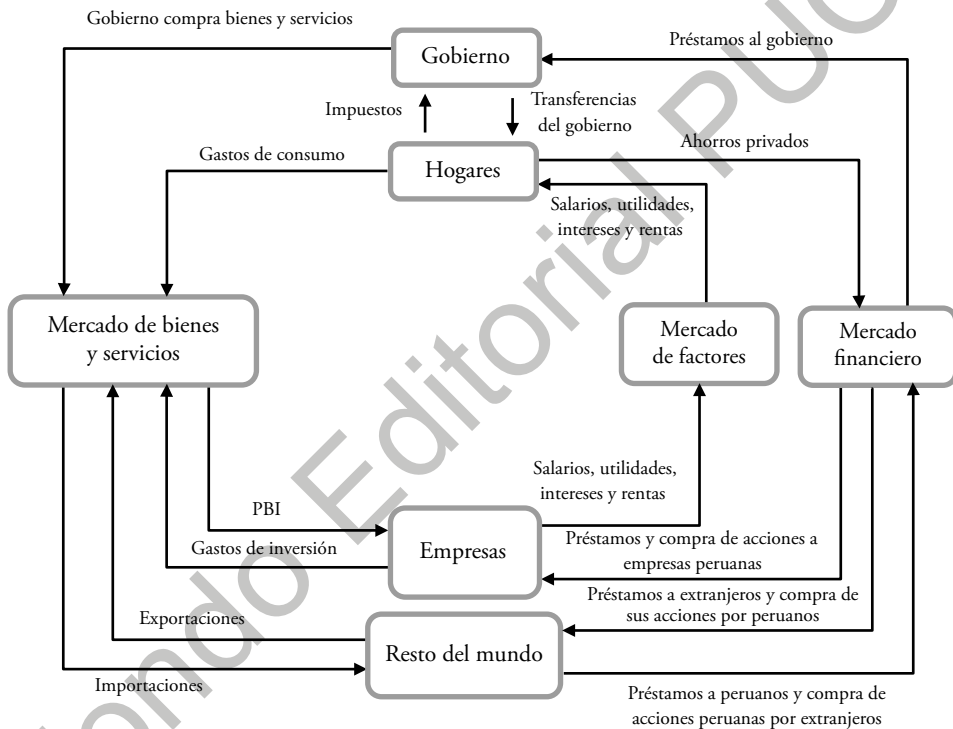 Gobierno compra bienes y servicios
Gobierno
Préstamos al gobierno
Impuestos
Transferencias
del gobierno
Gastos de consumo
Hogares
Ahorros privados
Salarios, utilidades,
intereses y rentas
Mercado de bienes
y servicios
Mercado
de factores
Mercado
financiero
Salarios, utilidades,
intereses y rentas
PBI
Gastos de inversión
Empresas
Préstamos y compra de acciones a
empresas peruanas
Préstamos a extranjeros y compra de
sus acciones por peruanos
Exportaciones
Resto del mundo
Importaciones
Préstamos a peruanos y compra de
acciones peruanas por extranjeros
ondo Editorial PUC